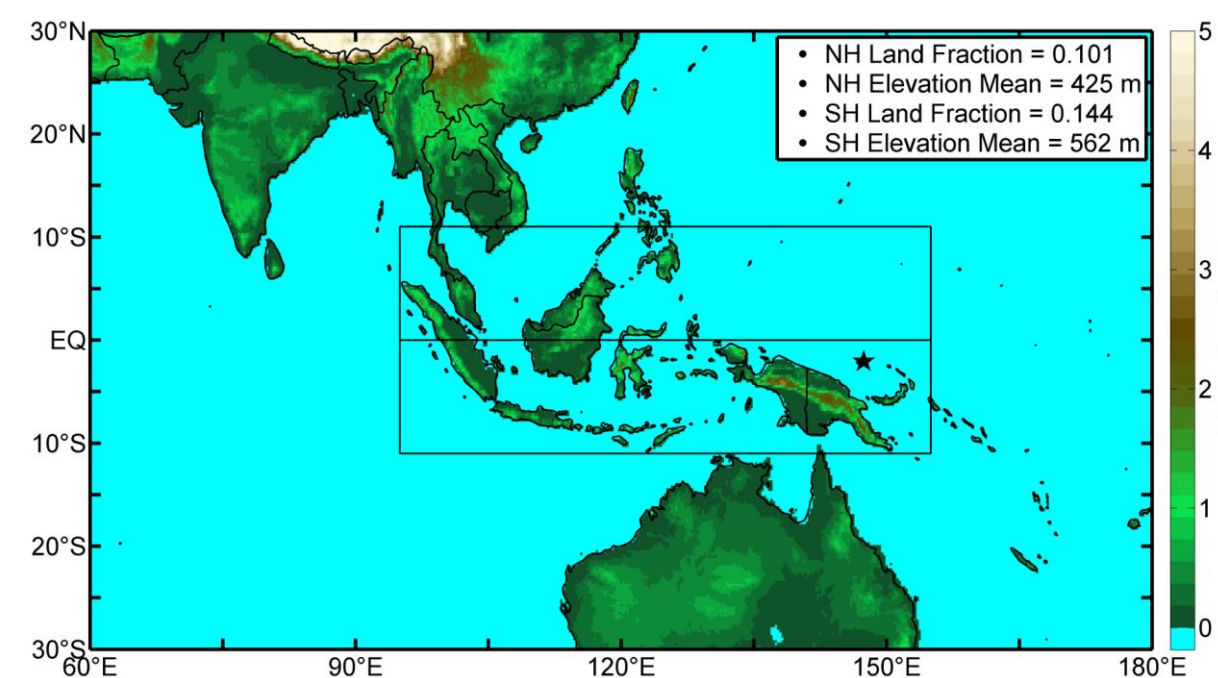 30°N
20°N
10°N
EQ
10°S
20°S
30°S
60°E
90°E
120°E
150°E
180°E
• NH Land Fraction = 0.101
• NH Elevation Mean = 425 m
• SH Land Fraction = 0.144
• SH Elevation Mean = 562 m
5
4
3
2
1
0